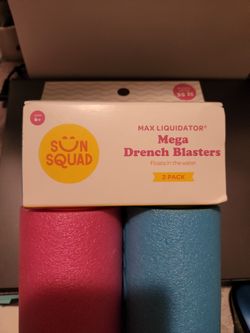 SUN
SQUAD
MAX LIQUIDATOR®
Mega
Drench Blasters
Floats in the water
2 PACK